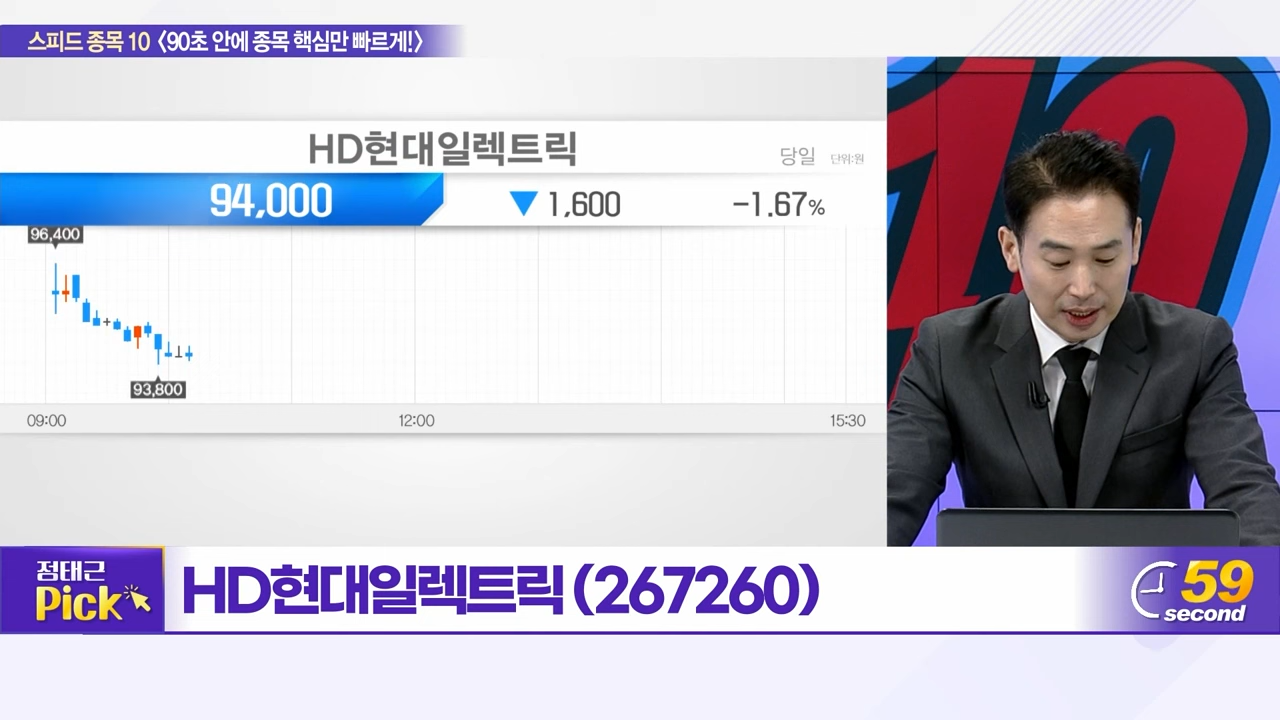 스피드 종목 10 <90초 안에 종목 핵심만 빠르게!>
HD현대일렉트릭
당일 단위:원
94,000 ▼ 1,600 -1.67%
96,400
93,800
09:00 12:00 15:30
10
정태근
Pick
HD현대일렉트릭 (267260)
59
second